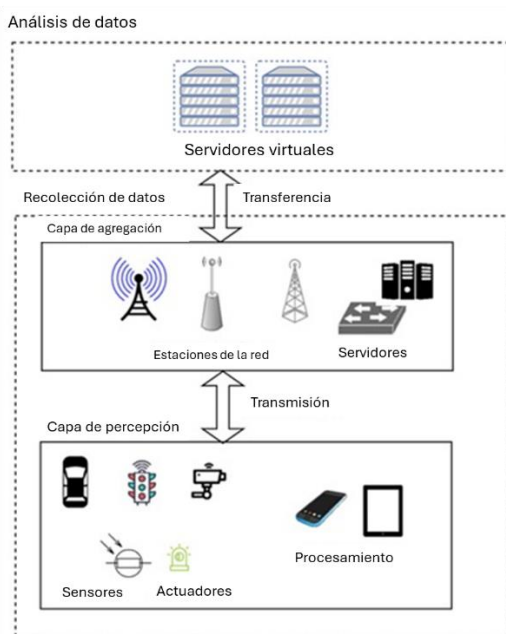 Análisis de datos
Servidores virtuales
Recolección de datos
Transferencia
Capa de agregación
Estaciones de la red
Servidores
Transmisión
Capa de percepción
Procesamiento
Sensores
Actuadores